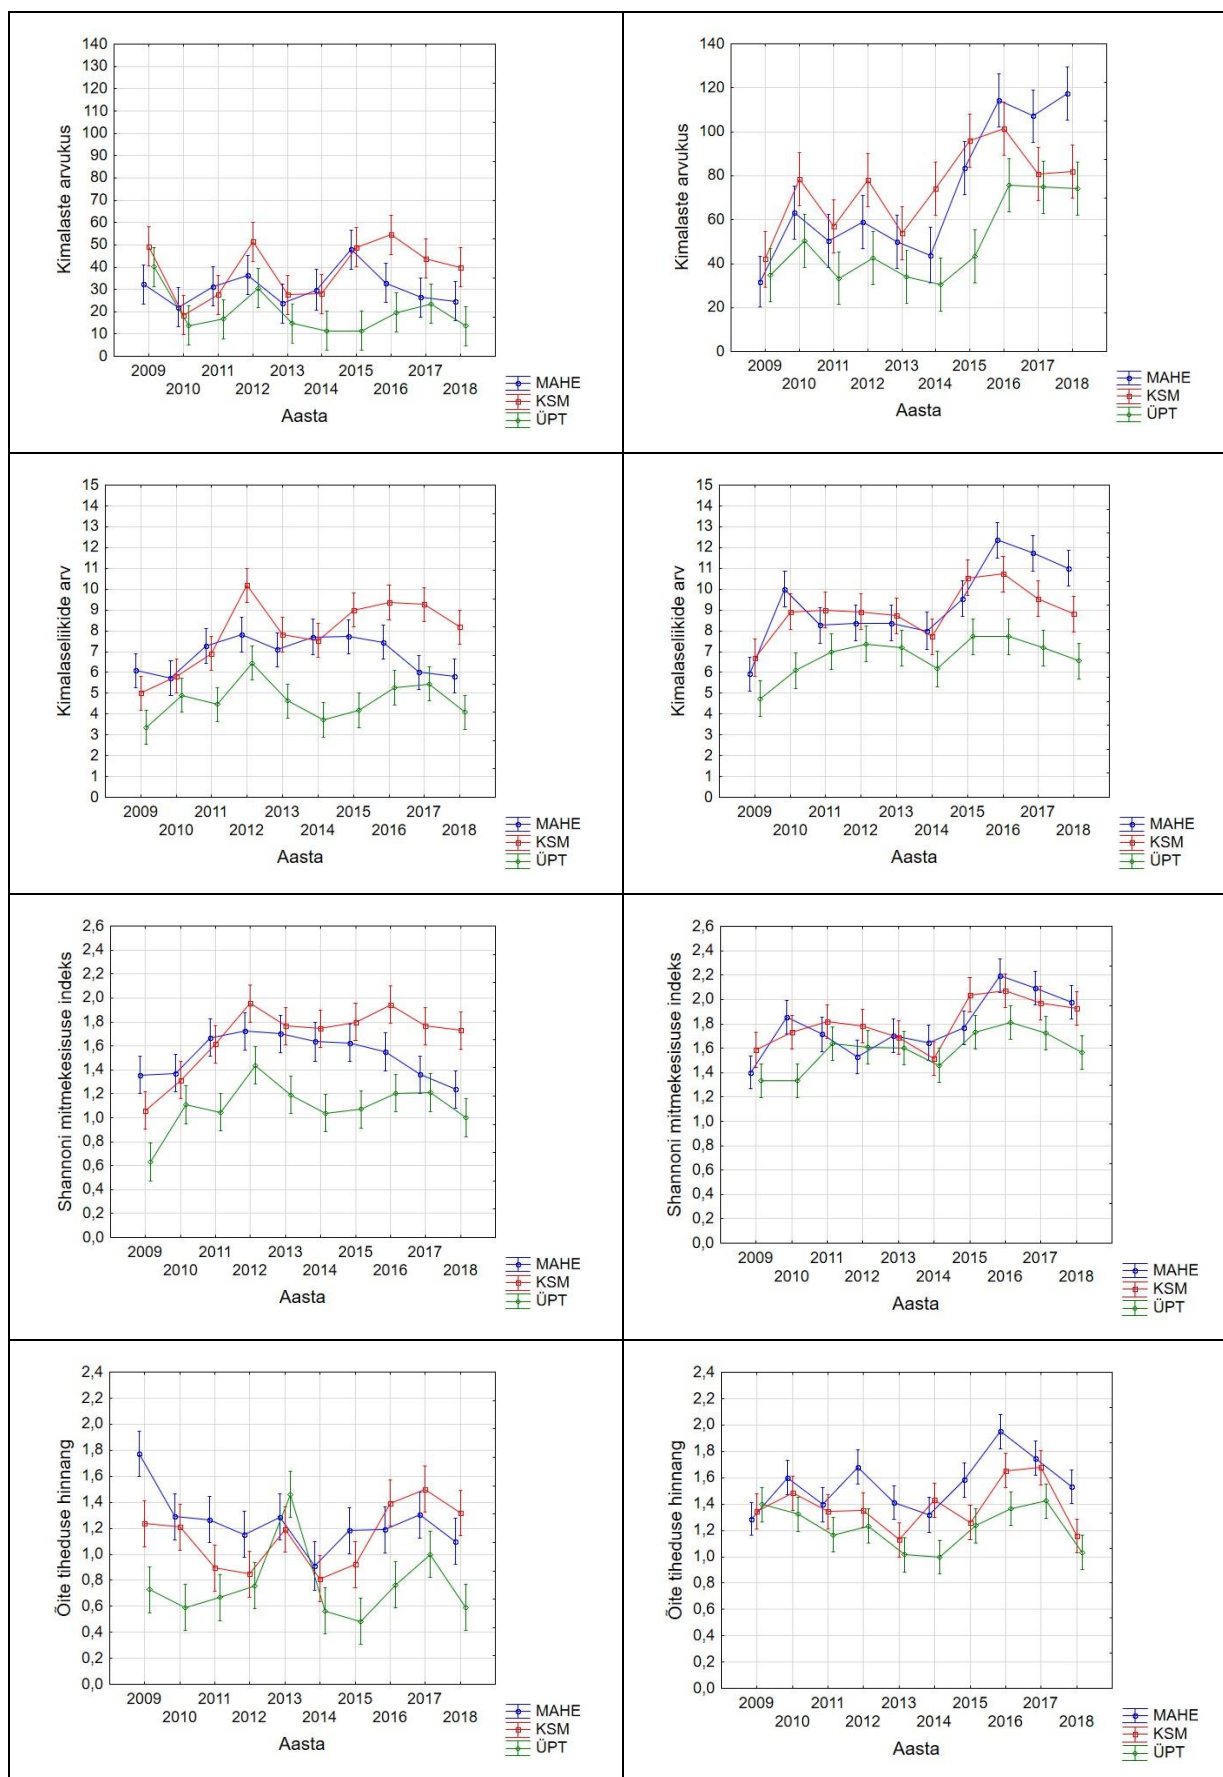 Kimalaste arvukus
140
130
120
110
100
90
80
70
60
50
40
30
20
10
0
2009 2011 2013 2015 2017
2010 2012 2014 2016 2018
Aasta
MAHE
KSM
ÜPT
Kimalaste arvukus
140
120
100
80
60
40
20
0
2009 2011 2013 2015 2017
2010 2012 2014 2016 2018
Aasta
MAHE
KSM
ÜPT
Kimalaseliikide arv
15
14
13
12
11
10
9
8
7
6
5
4
3
2
1
0
2009 2011 2013 2015 2017
2010 2012 2014 2016 2018
Aasta
MAHE
KSM
ÜPT
Kimalaseliikide arv
15
14
13
12
11
10
9
8
7
6
5
4
3
2
1
0
2009 2011 2013 2015 2017
2010 2012 2014 2016 2018
Aasta
MAHE
KSM
ÜPT
Shannoni mitmekesisuse indeks
2,6
2,4
2,2
2,0
1,8
1,6
1,4
1,2
1,0
0,8
0,6
0,4
0,2
0,0
2009 2011 2013 2015 2017
2010 2012 2014 2016 2018
Aasta
MAHE
KSM
ÜPT
Shannoni mitmekesisuse indeks
2,6
2,4
2,2
2,0
1,8
1,6
1,4
1,2
1,0
0,8
0,6
0,4
0,2
0,0
2009 2011 2013 2015 2017
2010 2012 2014 2016 2018
Aasta
MAHE
KSM
ÜPT
Õite tiheduse hinnang
2,4
2,2
2,0
1,8
1,6
1,4
1,2
1,0
0,8
0,6
0,4
0,2
0,0
2009 2011 2013 2015 2017
2010 2012 2014 2016 2018
Aasta
MAHE
KSM
ÜPT
Õite tiheduse hinnang
2,4
2,2
2,0
1,8
1,6
1,4
1,2
1,0
0,8
0,6
0,4
0,2
0,0
2009 2011 2013 2015 2017
2010 2012 2014 2016 2018
Aasta
MAHE
KSM
ÜPT